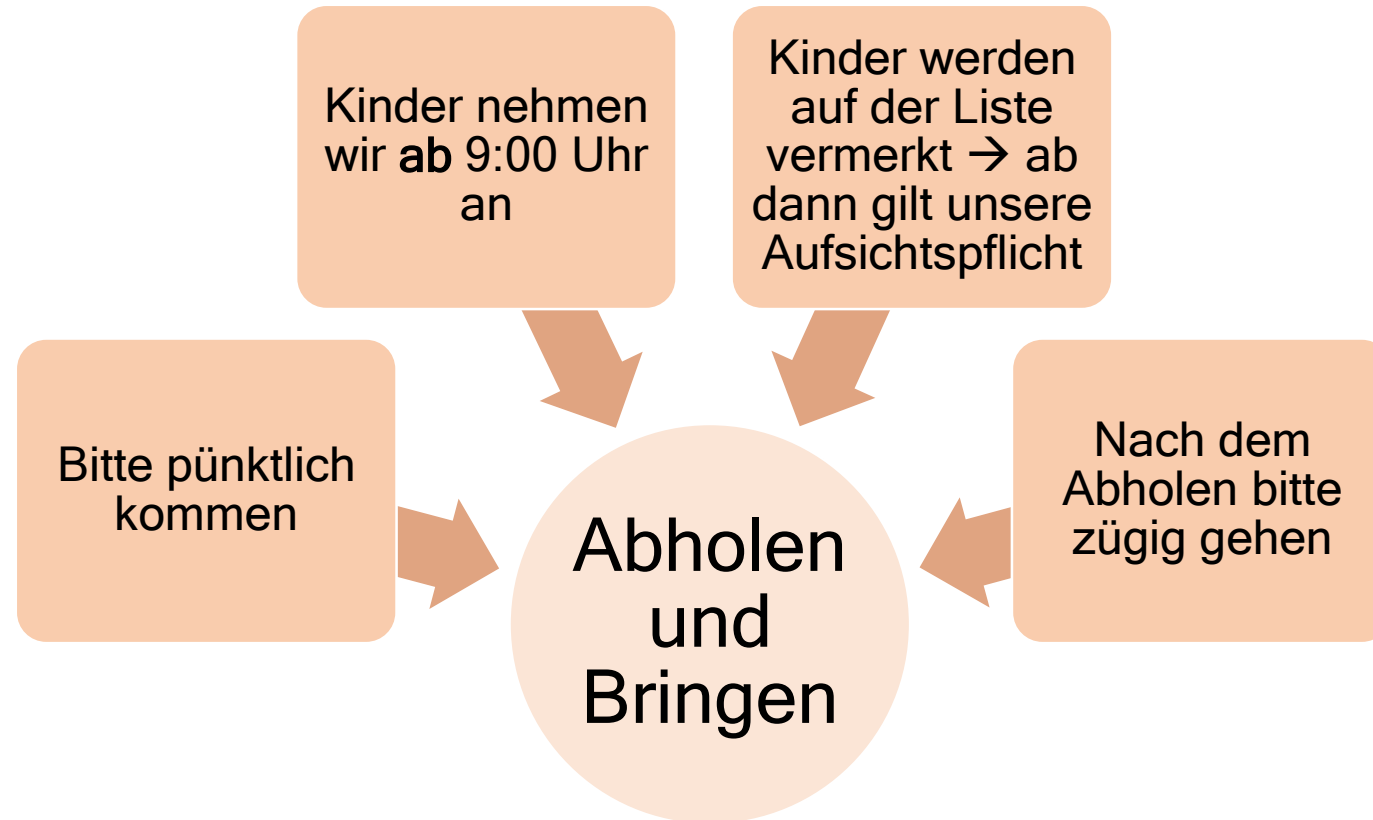 Kinder nehmen
wir ab 9:00 Uhr
an
Kinder werden
auf der Liste
vermerkt → ab
dann gilt unsere
Aufsichtspflicht
Bitte pünktlich
kommen
Nach dem
Abholen bitte
zügig gehen
Abholen
und
Bringen